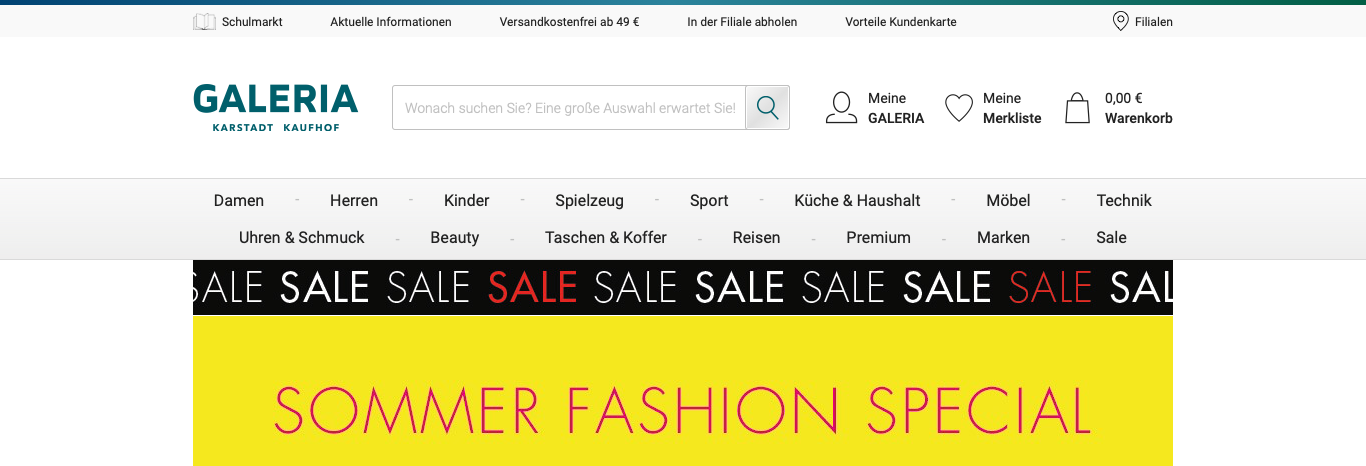 Schulmarkt Aktuelle Informationen Versandkostenfrei ab 49 € In der Filiale abholen Vorteile Kundenkarte Filialen
GALERIA
KARSTADT KAUFHOF
Wonach suchen Sie? Eine große Auswahl erwartet Sie!
Meine
GALERIA
Meine
Merkliste
0,00 €
Warenkorb
Damen - Herren - Kinder - Spielzeug - Sport - Küche & Haushalt - Möbel - Technik
Uhren & Schmuck - Beauty - Taschen & Koffer - Reisen - Premium - Marken - Sale
SALE SALE SALE SALE SALE SALE SALE SALE SALE SAL
SOMMER FASHION SPECIAL